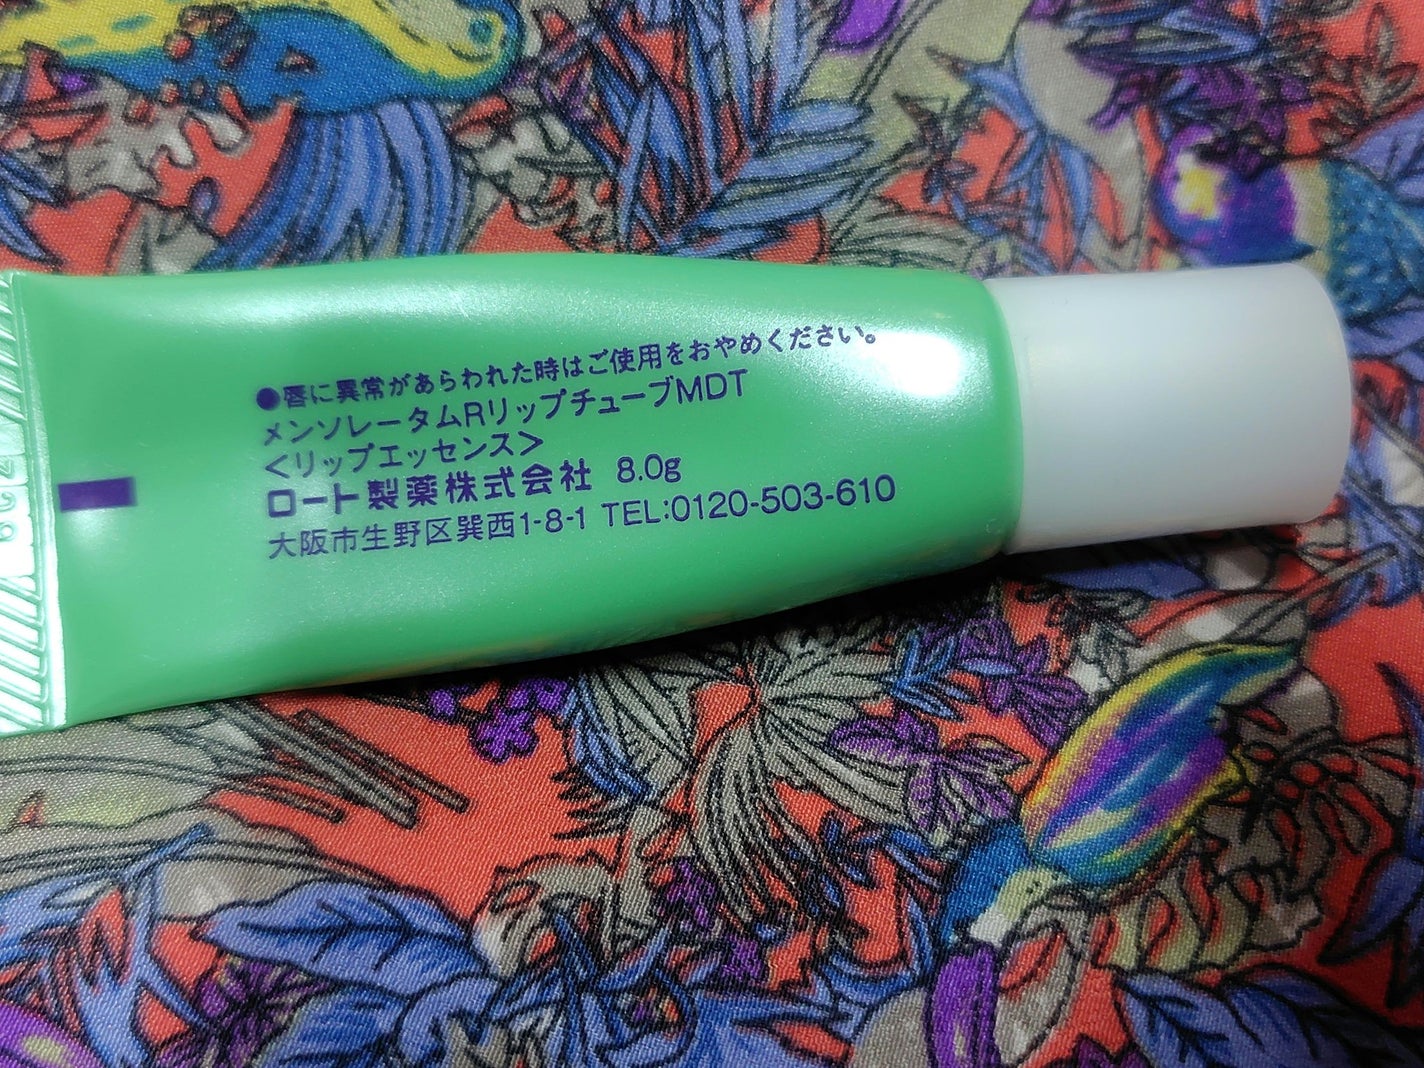 ●唇に異常があらわれた時はご使用をおやめください。
メンソレータムRリップチューブMDT
<リップエッセンス>
ロート製薬株式会社 8.0g
大阪市生野区巽西1-8-1 TEL:0120-503-610